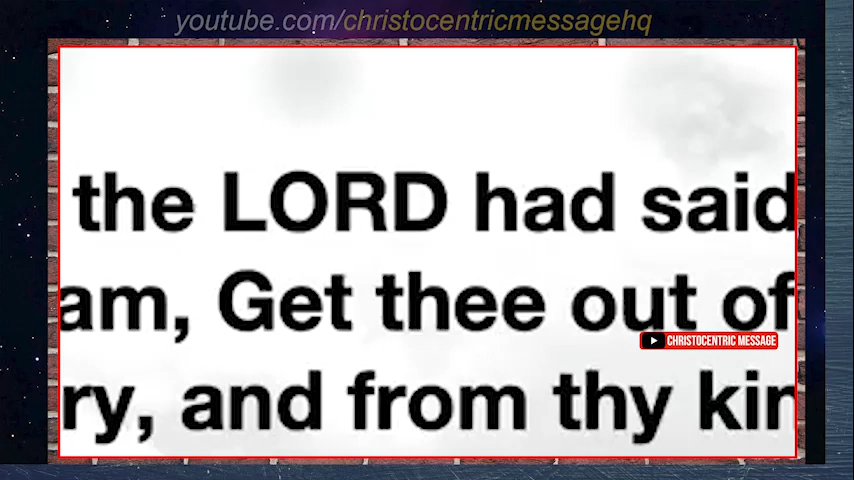 youtube.com/christocentricmessagehq
the LORD had said
am, Get thee out of
CHRISTOCENTRIC MESSAGE
ry, and from thy kin